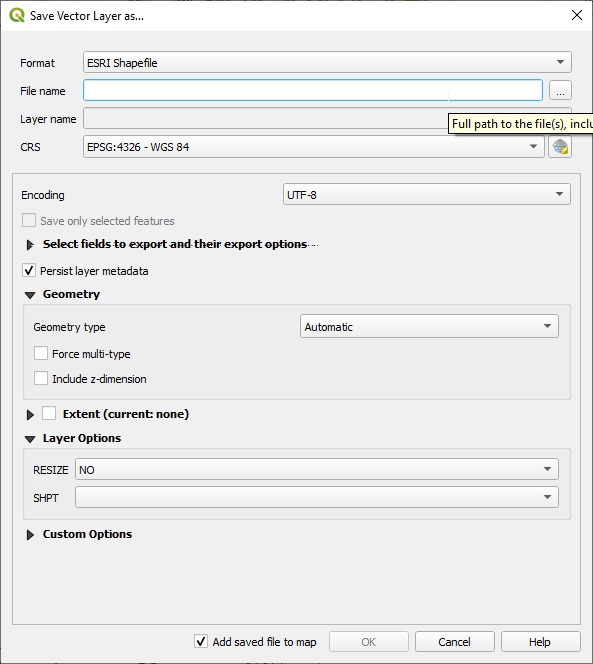 Save Vector Layer as...
Format ESRI Shapefile
File name ...
Layer name
Full path to the file(s), inclu
CRS EPSG:4326 - WGS 84
Encoding UTF-8
Save only selected features
Select fields to export and their export options
Persist layer metadata
Geometry
Geometry type Automatic
Force multi-type
Include z-dimension
Extent (current: none)
Layer Options
RESIZE NO
SHPT
Custom Options
Add saved file to map OK Cancel Help